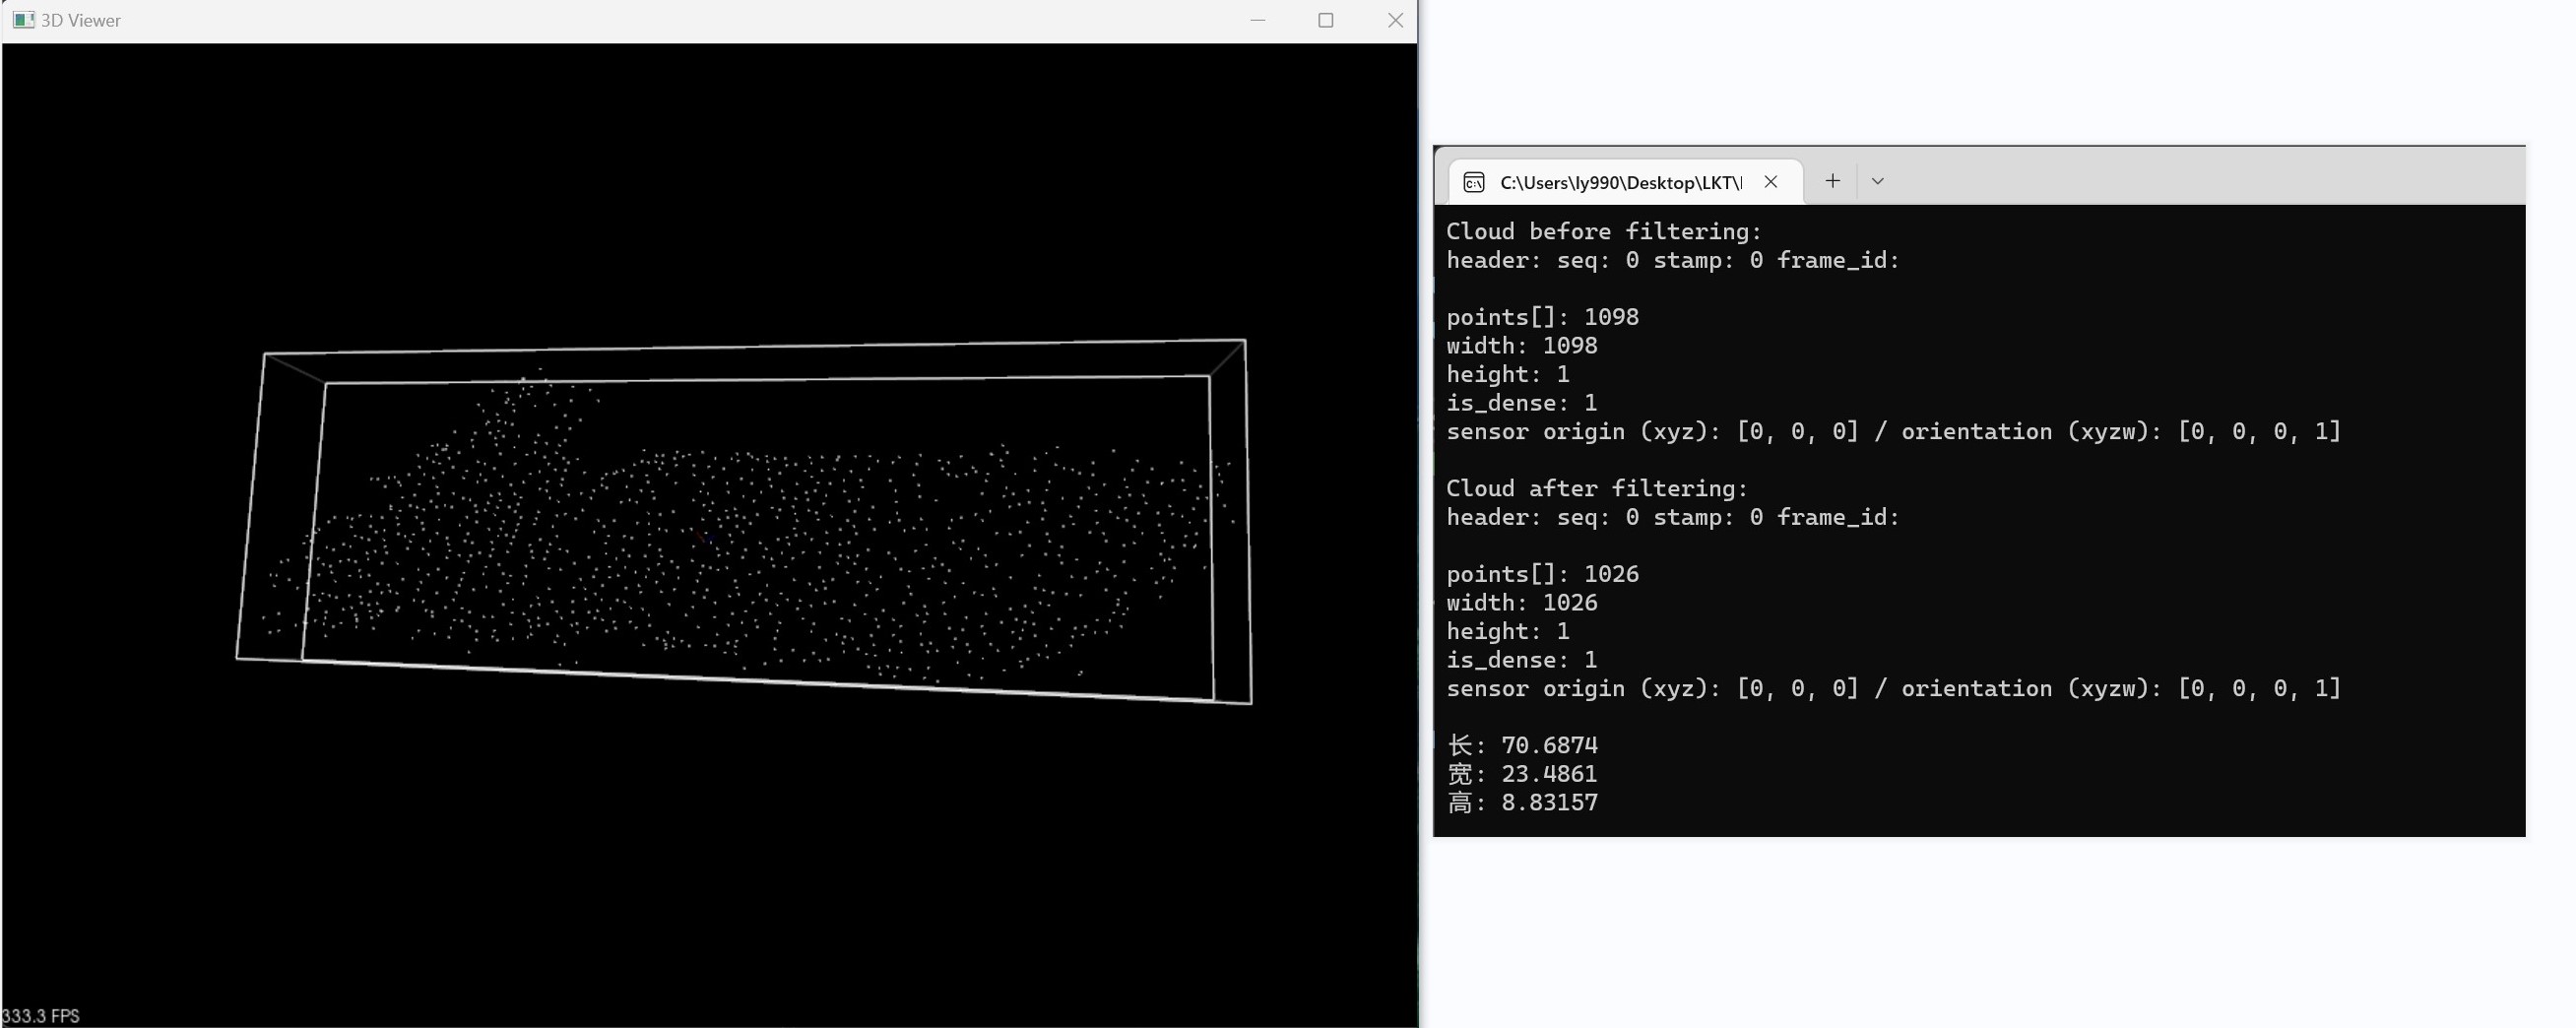 3D Viewer
333.3 FPS
C:\Users\ly990\Desktop\LKT\
Cloud before filtering:
header: seq: 0 stamp: 0 frame_id:
points[]: 1098
width: 1098
height: 1
is_dense: 1
sensor origin (xyz): [0, 0, 0] / orientation (xyzw): [0, 0, 0, 1]
Cloud after filtering:
header: seq: 0 stamp: 0 frame_id:
points[]: 1026
width: 1026
height: 1
is_dense: 1
sensor origin (xyz): [0, 0, 0] / orientation (xyzw): [0, 0, 0, 1]
长: 70.6874
宽: 23.4861
高: 8.83157